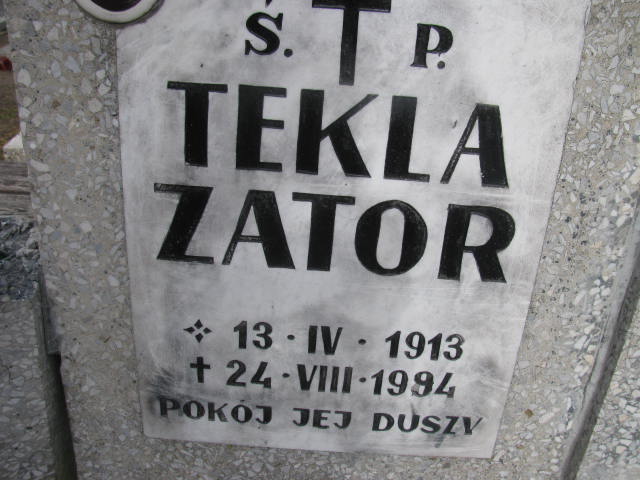 Ś. P.
TEKLA
ZATOR
13 · IV · 1913
24 · VIII · 1994
POKÓJ JEJ DUSZY